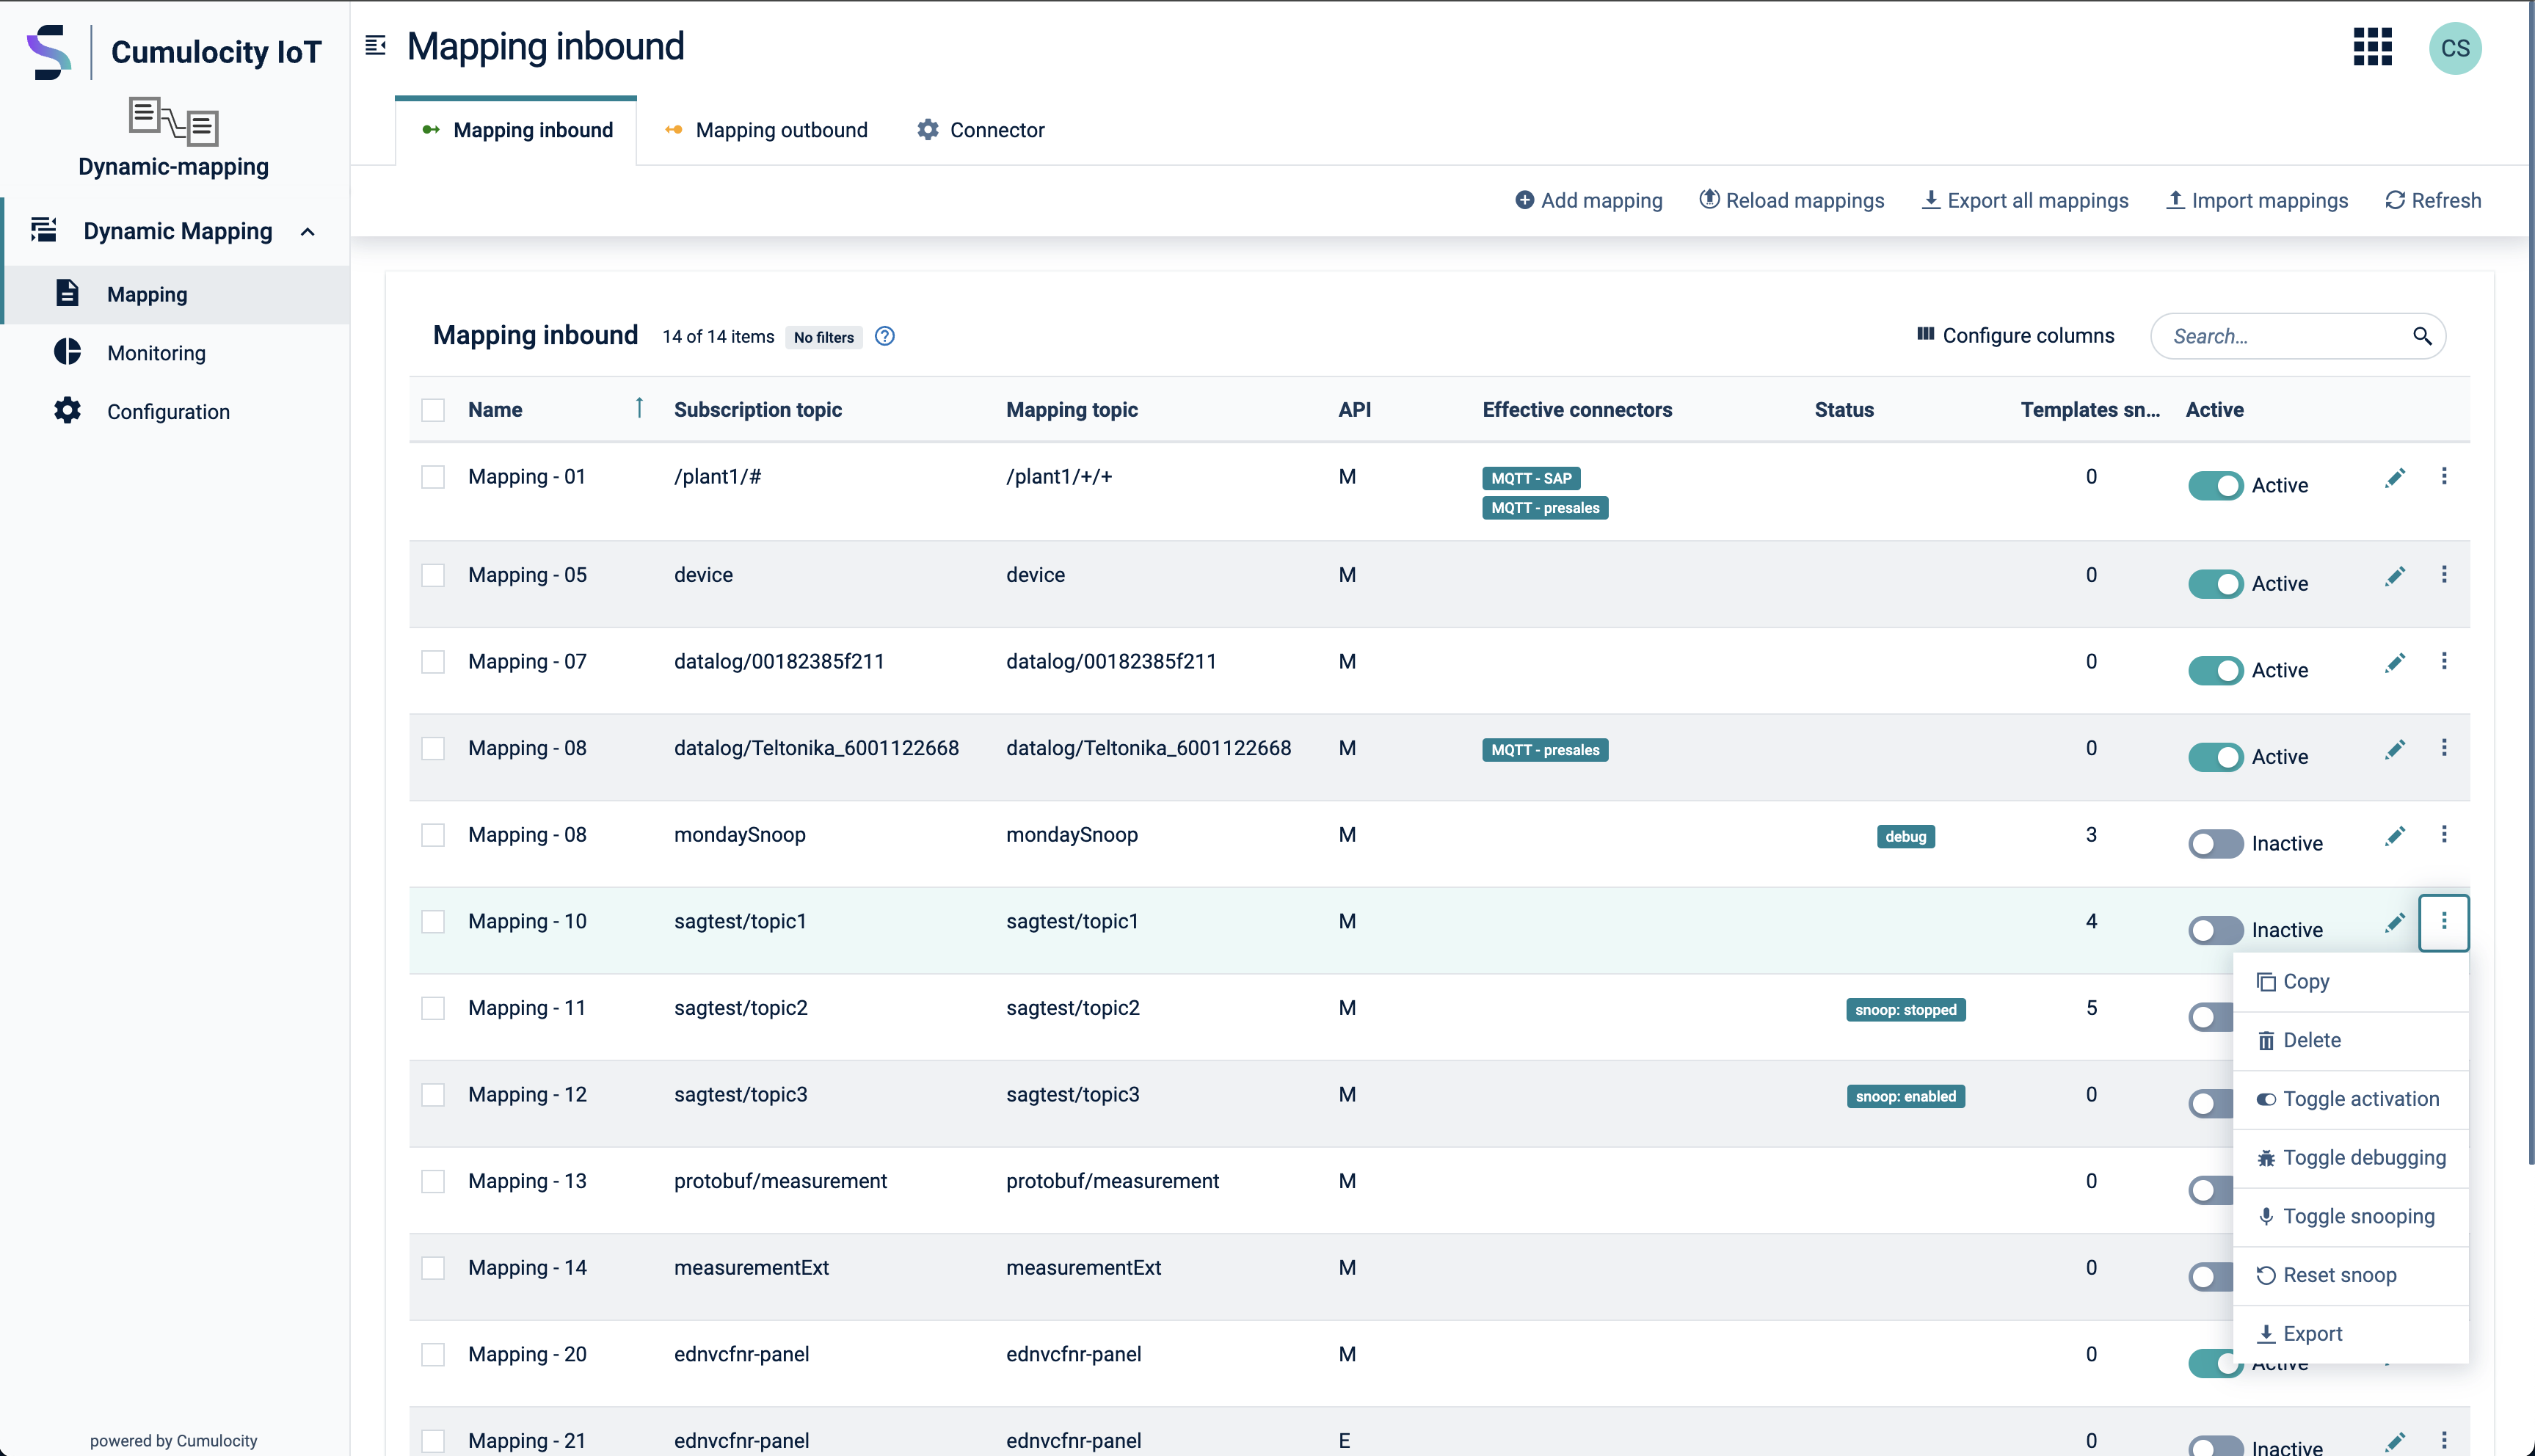 Cumulocity IoT
Dynamic-mapping
Dynamic Mapping
Mapping
Monitoring
Configuration
powered by Cumulocity
Mapping inbound
CS
Mapping inbound Mapping outbound Connector
Add mapping Reload mappings Export all mappings Import mappings Refresh
Mapping inbound 14 of 14 items No filters Configure columns Search...
Name Subscription topic Mapping topic API Effective connectors Status Templates sn... Active
Mapping - 01 /plant1/# /plant1/+/+ M MQTT - SAP 0 Active
MQTT - presales
Mapping - 05 device device M 0 Active
Mapping - 07 datalog/00182385f211 datalog/00182385f211 M 0 Active
Mapping - 08 datalog/Teltonika_6001122668 datalog/Teltonika_6001122668 M MQTT - presales 0 Active
Mapping - 08 mondaySnoop mondaySnoop M debug 3 Inactive
Mapping - 10 sagtest/topic1 sagtest/topic1 M 4 Inactive
Mapping - 11 sagtest/topic2 sagtest/topic2 M snoop: stopped 5
Mapping - 12 sagtest/topic3 sagtest/topic3 M snoop: enabled 0
Mapping - 13 protobuf/measurement protobuf/measurement M 0
Mapping - 14 measurementExt measurementExt M 0
Mapping - 20 ednvcfnr-panel ednvcfnr-panel M 0 Active
Mapping - 21 ednvcfnr-panel ednvcfnr-panel E 0 Inactive
Copy
Delete
Toggle activation
Toggle debugging
Toggle snooping
Reset snoop
Export